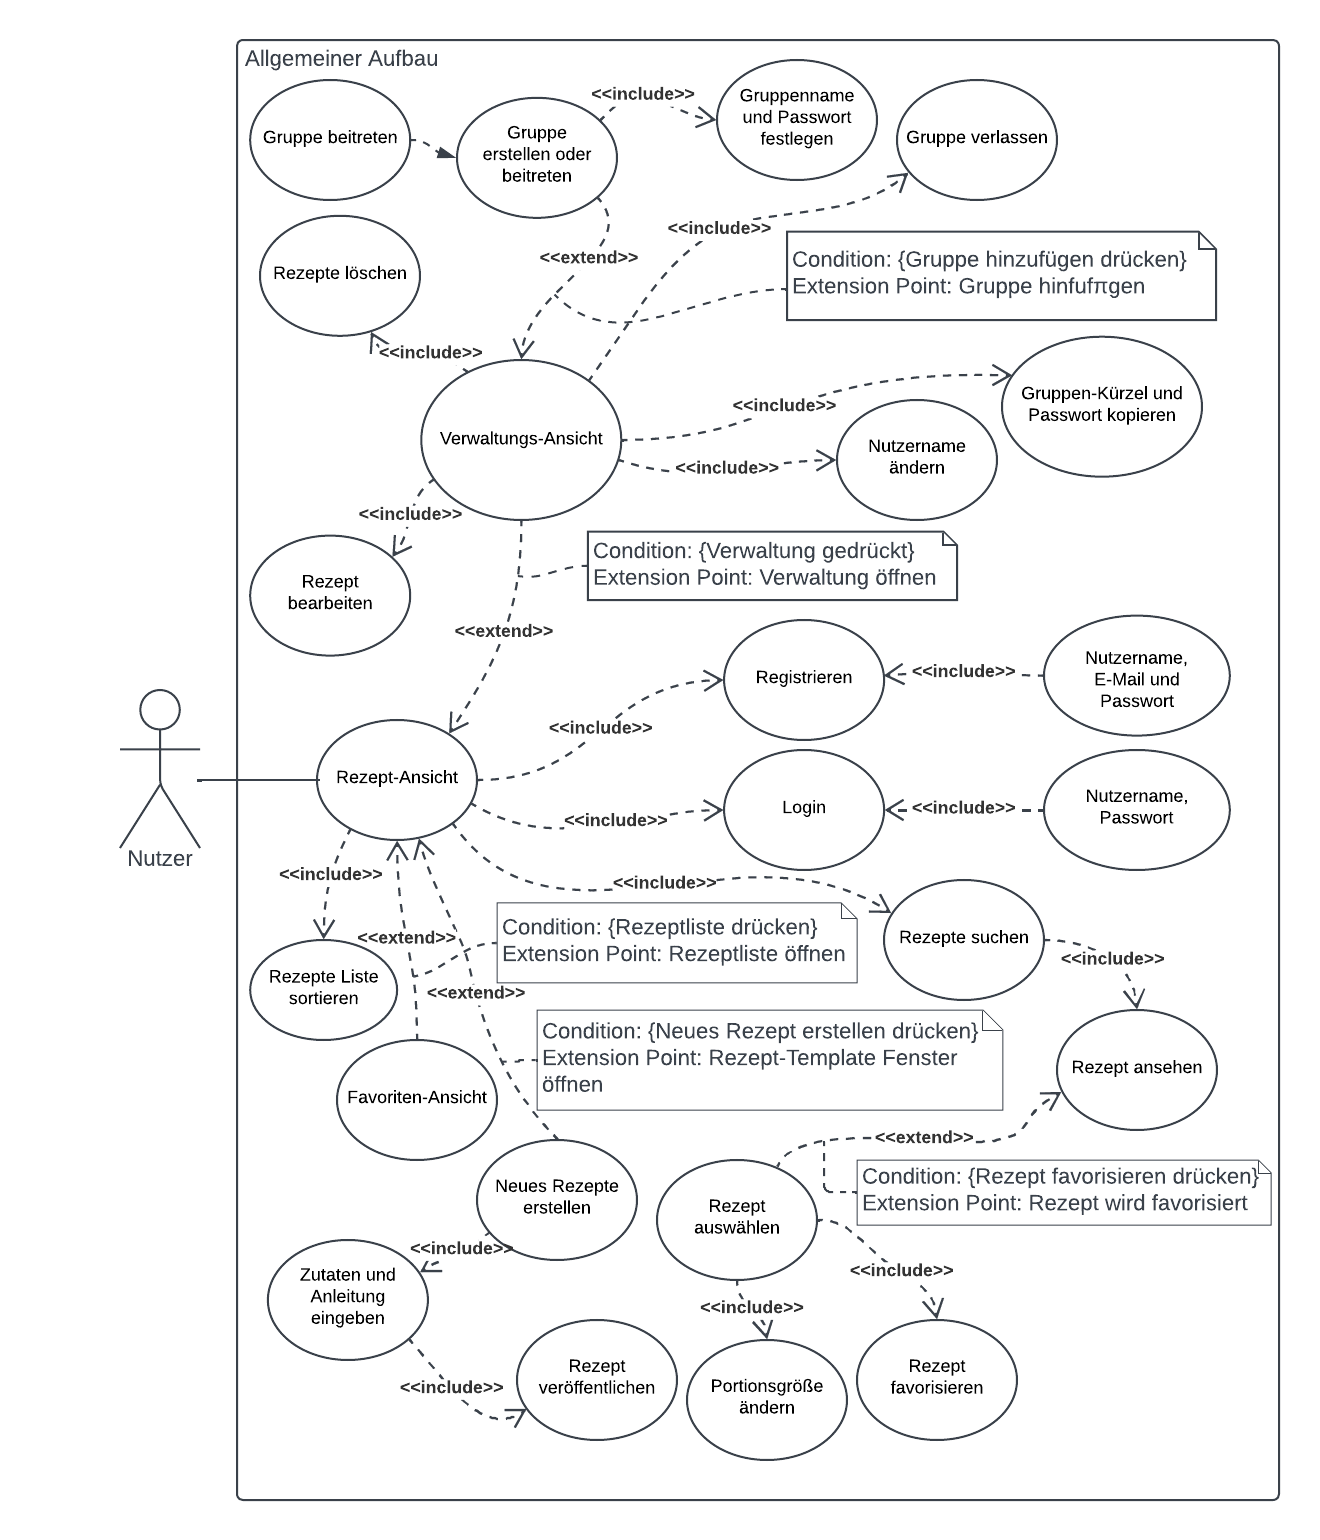 Allgemeiner Aufbau
Gruppe beitreten
Gruppe
erstellen oder
beitreten
<<include>>
Gruppenname
und Passwort
festlegen
Gruppe verlassen
<<include>>
<<extend>>
Condition: {Gruppe hinzufügen drücken}
Extension Point: Gruppe hinfufπgen
Rezepte löschen
<<include>>
Verwaltungs-Ansicht
<<include>>
Gruppen-Kürzel und
Passwort kopieren
Nutzername
ändern
<<include>>
<<include>>
Rezept
bearbeiten
Condition: {Verwaltung gedrückt}
Extension Point: Verwaltung öffnen
<<extend>>
Registrieren
<<include>>
Nutzername,
E-Mail und
Passwort
<<include>>
Rezept-Ansicht
Nutzer
Login
<<include>>
Nutzername,
Passwort
<<include>>
<<include>>
<<include>>
Rezepte Liste
sortieren
<<extend>>
Condition: {Rezeptliste drücken}
Extension Point: Rezeptliste öffnen
Rezepte suchen
<<include>>
<<extend>>
Condition: {Neues Rezept erstellen drücken}
Extension Point: Rezept-Template Fenster
öffnen
Rezept ansehen
Favoriten-Ansicht
<<extend>>
Condition: {Rezept favorisieren drücken}
Extension Point: Rezept wird favorisiert
Neues Rezepte
erstellen
Rezept
auswählen
<<include>>
<<include>>
Zutaten und
Anleitung
eingeben
<<include>>
<<include>>
Rezept
veröffentlichen
Portionsgröße
ändern
Rezept
favorisieren